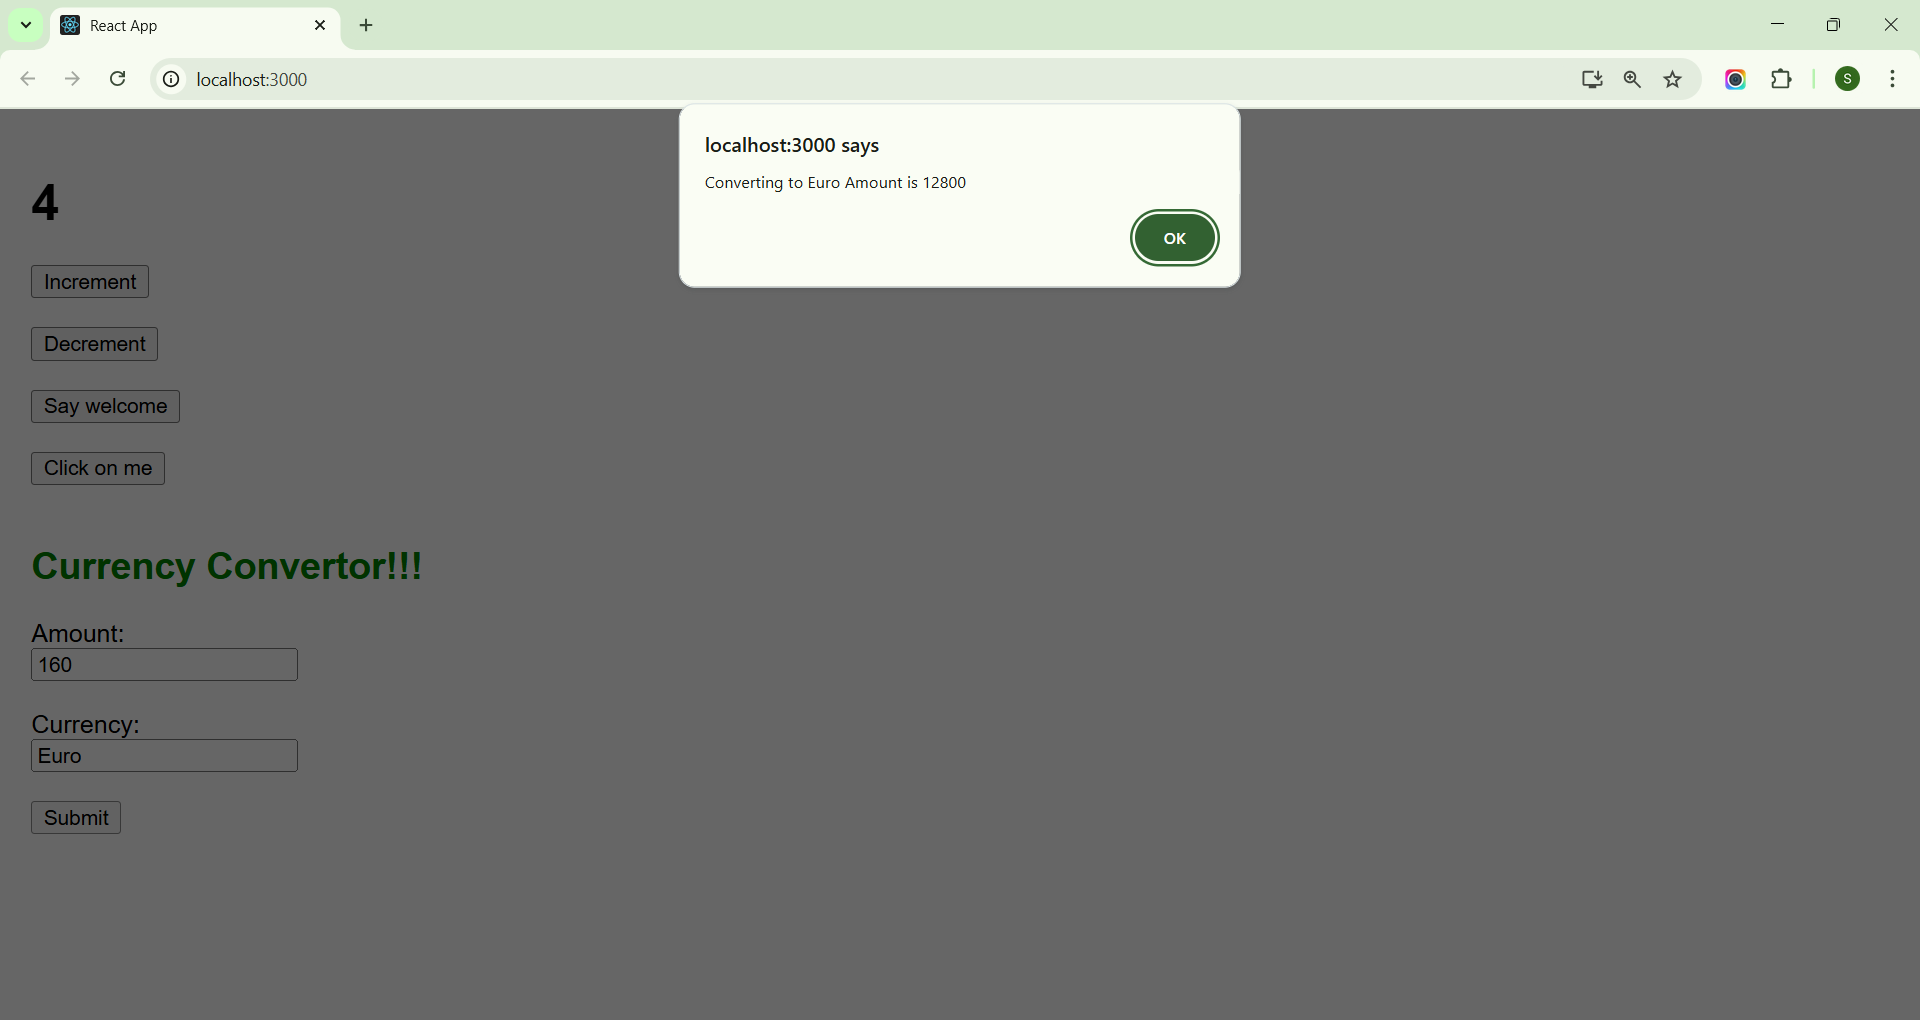 React App
localhost:3000
S
localhost:3000 says
Converting to Euro Amount is 12800
OK
4
Increment
Decrement
Say welcome
Click on me
Currency Convertor!!!
Amount:
160
Currency:
Euro
Submit